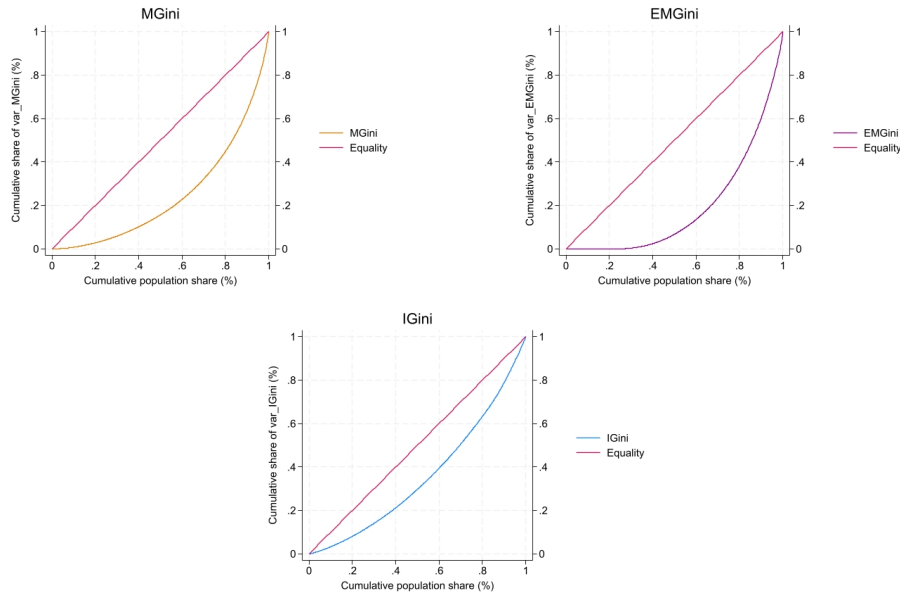 MGini
Cumulative share of var_MGini (%)
1
.8
.6
.4
.2
0
1
.8
.6
.4
.2
0
0 .2 .4 .6 .8 1
Cumulative population share (%)
MGini
Equality
EMGini
Cumulative share of var_EMGini (%)
1
.8
.6
.4
.2
0
1
.8
.6
.4
.2
0
0 .2 .4 .6 .8 1
Cumulative population share (%)
EMGini
Equality
IGini
Cumulative share of var_IGini (%)
1
.8
.6
.4
.2
0
1
.8
.6
.4
.2
0
0 .2 .4 .6 .8 1
Cumulative population share (%)
IGini
Equality